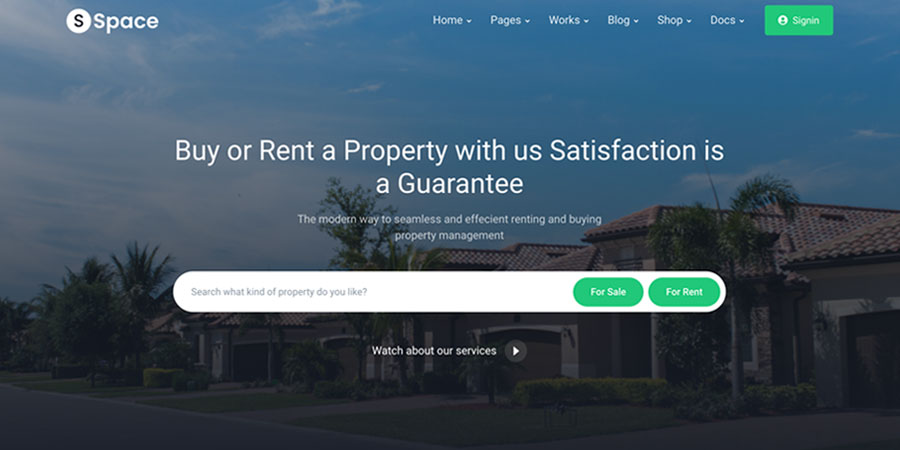 S Space
Home Pages Works Blog Shop Docs Signin
Buy or Rent a Property with us Satisfaction is
a Guarantee
The modern way to seamless and effecient renting and buying
property management
Search what kind of property do you like?
For Sale For Rent
Watch about our services